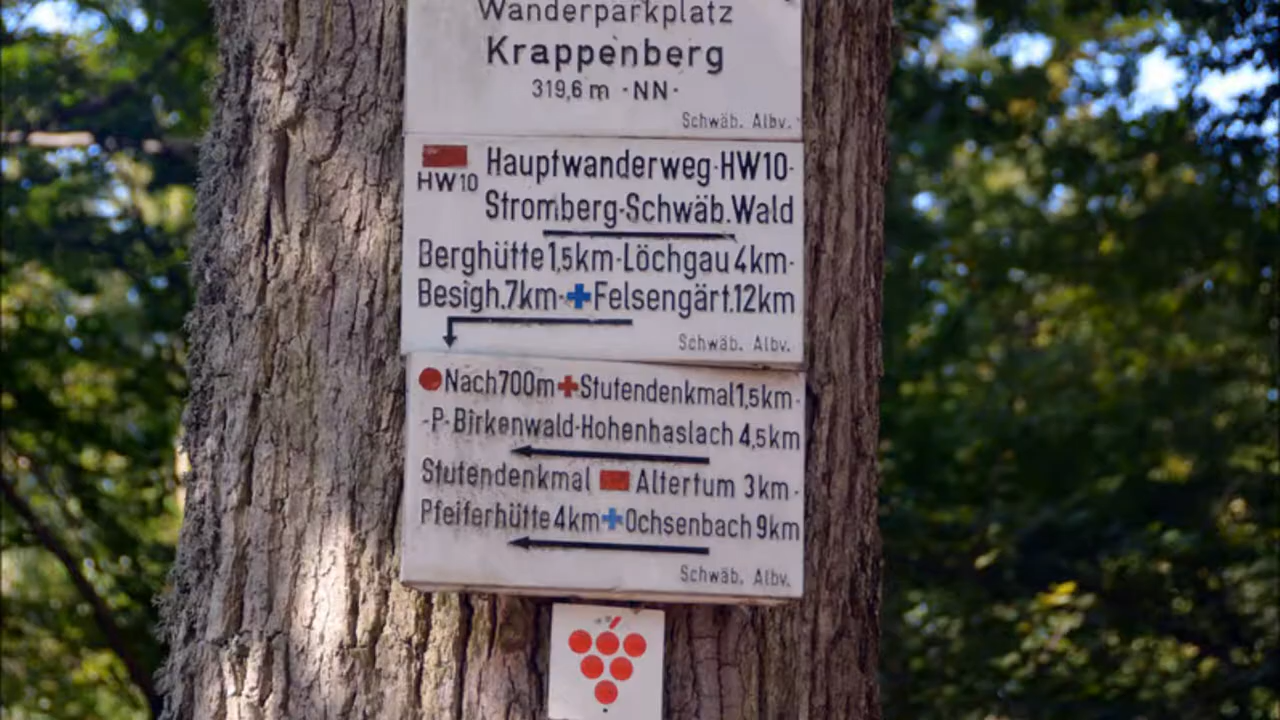 Wanderparkplatz
Krappenberg
319,6 m -NN-
Schwäb. Albv.
HW10
Hauptwanderweg-HW10-
Stromberg-Schwäb.Wald
Berghütte 1,5km-Löchgau 4km-
Besigh.7km-+Felsengärt.12km
Schwäb. Albv.
Nach 700m+Stufendenkmal 1,5km-
-P-Birkenwald-Hohenhaslach 4,5km
Stufendenkmal Altertum 3km-
Pfeiferhütte 4km+Ochsenbach 9km
Schwäb. Albv.